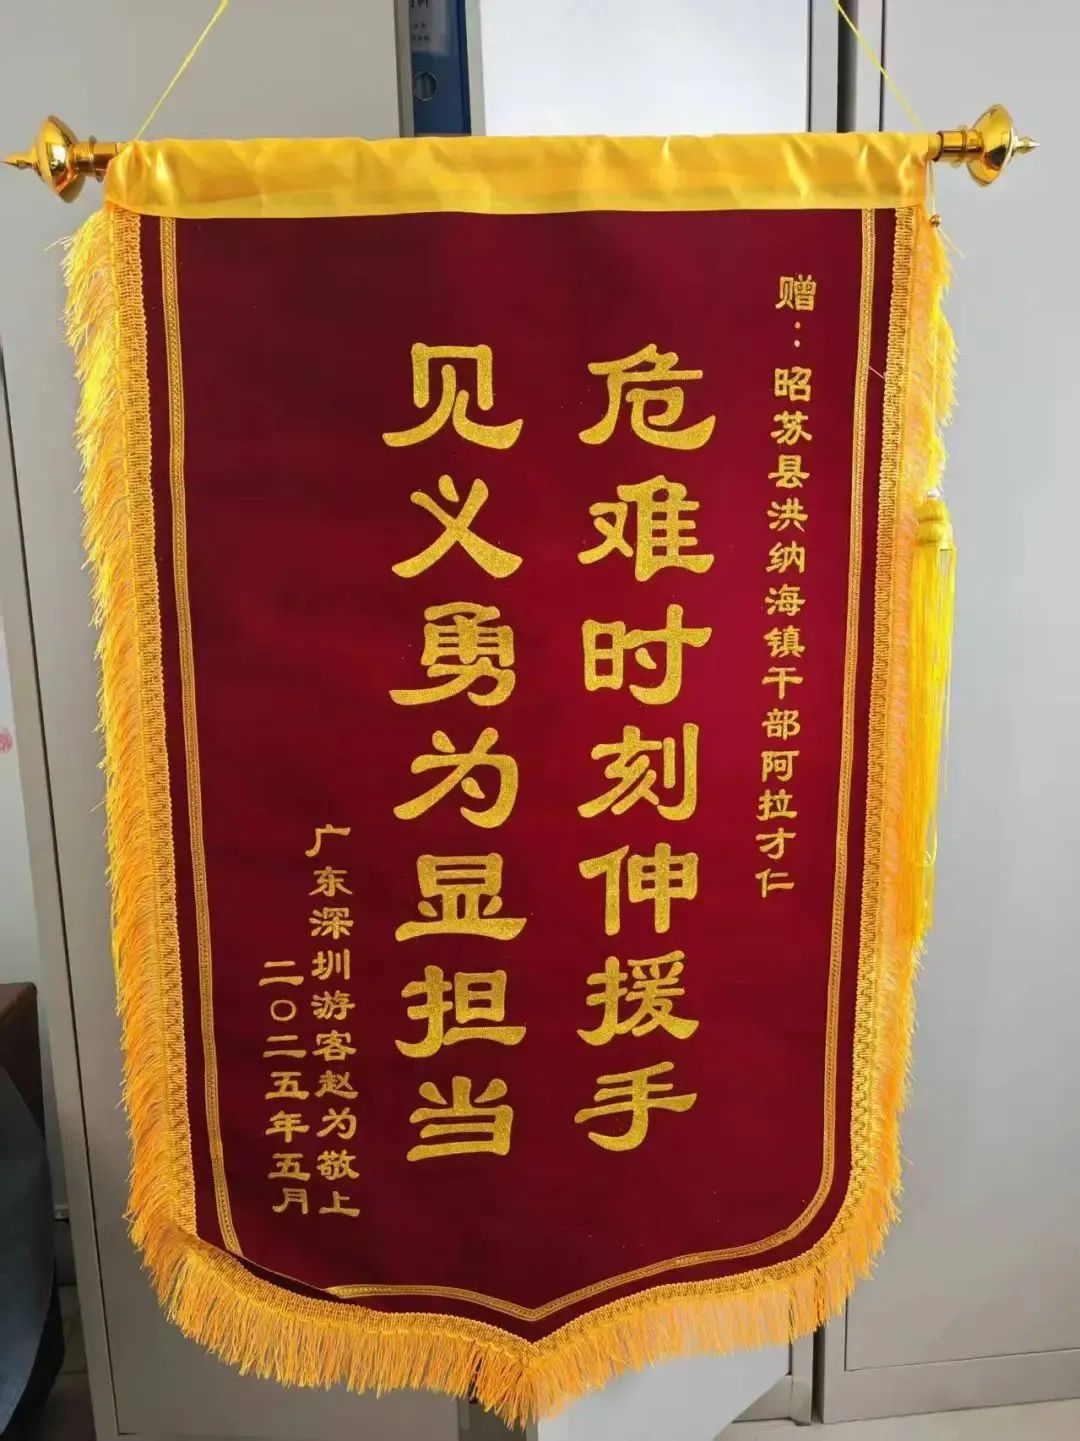 赠：昭苏县洪纳海镇干部阿拉才仁
危难时刻伸援手
见义勇为显担当
广东深圳游客赵为敬上
二〇二五年五月